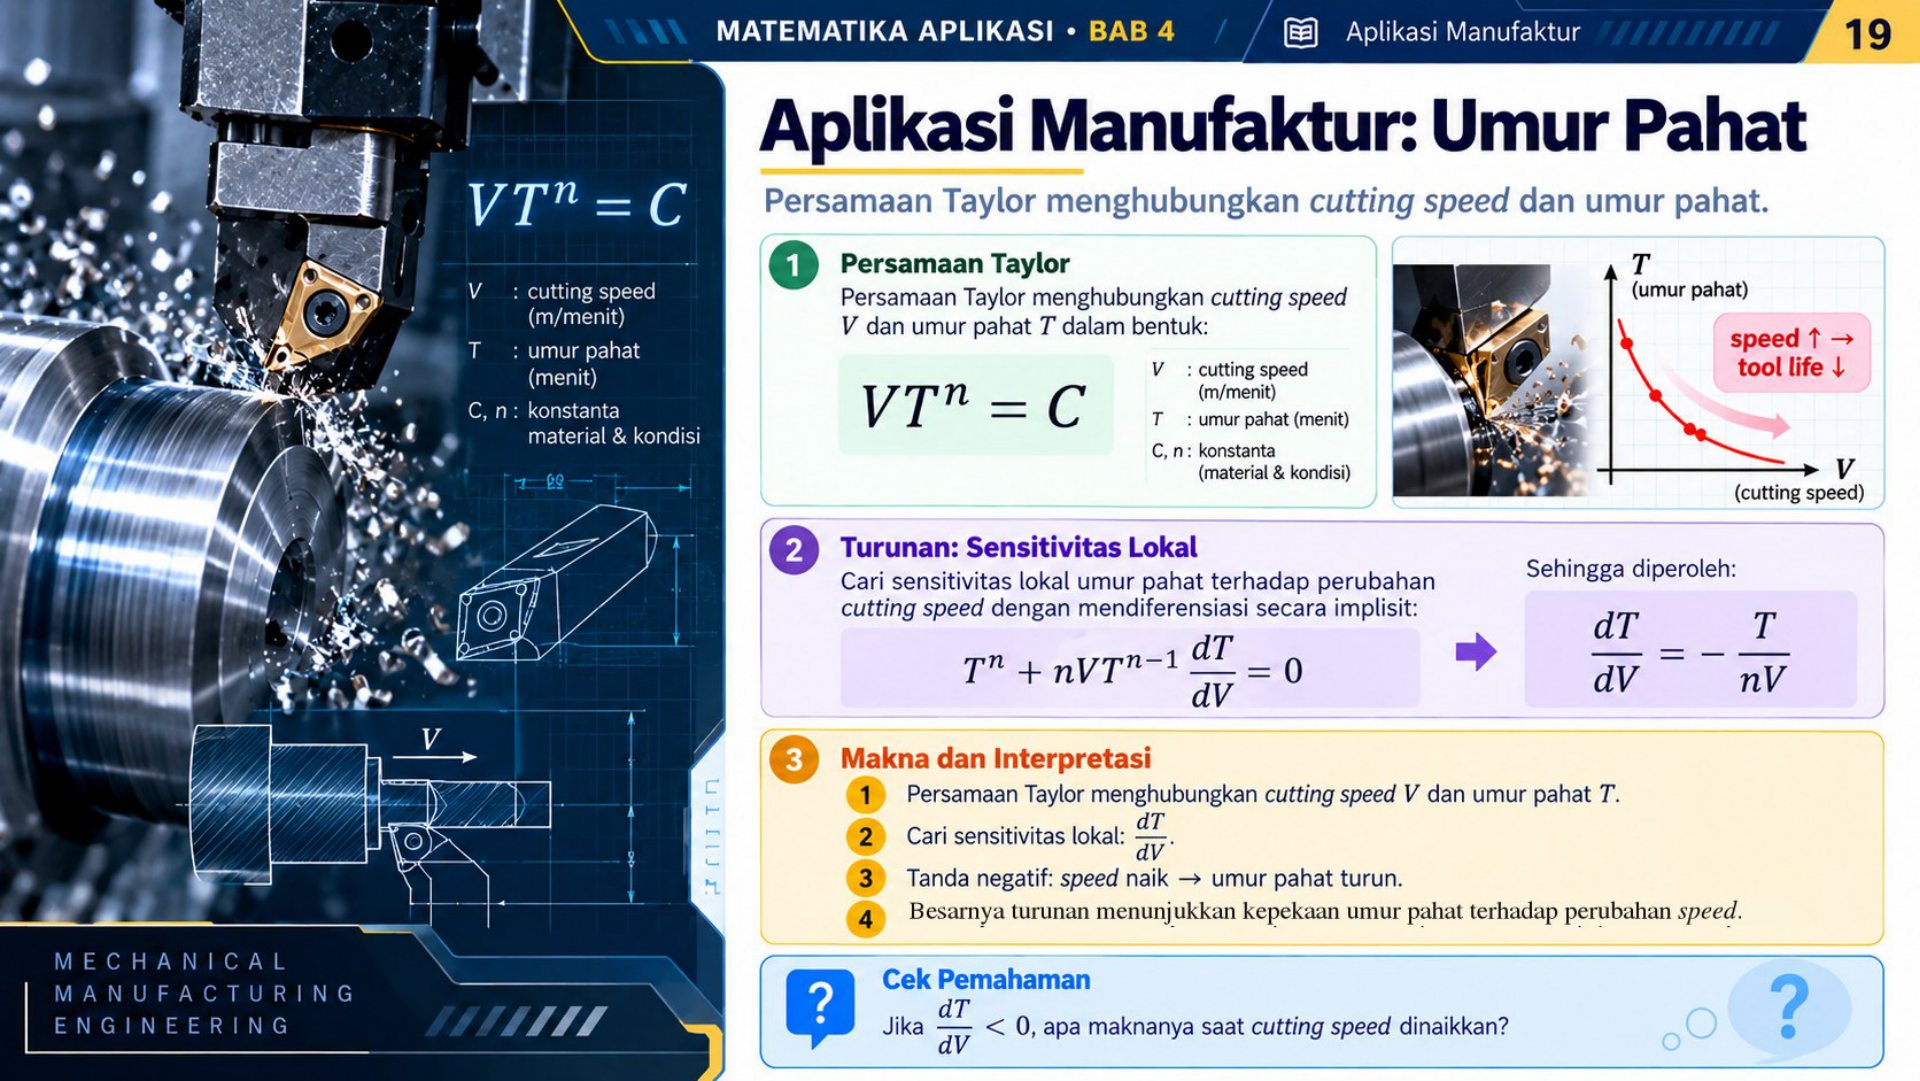 MATEMATIKA APLIKASI • BAB 4
Aplikasi Manufaktur
19
VTⁿ = C
V : cutting speed
(m/menit)
T : umur pahat
(menit)
C, n : konstanta
material & kondisi
V
MECHANICAL
MANUFACTURING
ENGINEERING
Aplikasi Manufaktur: Umur Pahat
Persamaan Taylor menghubungkan cutting speed dan umur pahat.
1 Persamaan Taylor
Persamaan Taylor menghubungkan cutting speed
V dan umur pahat T dalam bentuk:
VTⁿ = C
V : cutting speed
(m/menit)
T : umur pahat (menit)
C, n : konstanta
(material & kondisi)
T
(umur pahat)
speed ↑ →
tool life ↓
V
(cutting speed)
2 Turunan: Sensitivitas Lokal
Cari sensitivitas lokal umur pahat terhadap perubahan
cutting speed dengan mendiferensiasi secara implisit:
Tⁿ + nVTⁿ⁻¹ dT/dV = 0
Sehingga diperoleh:
dT/dV = − T/nV
3 Makna dan Interpretasi
1 Persamaan Taylor menghubungkan cutting speed V dan umur pahat T.
2 Cari sensitivitas lokal: dT/dV.
3 Tanda negatif: speed naik → umur pahat turun.
4 Besarnya turunan menunjukkan kepekaan umur pahat terhadap perubahan speed.
? Cek Pemahaman
Jika dT/dV < 0, apa maknanya saat cutting speed dinaikkan?
?